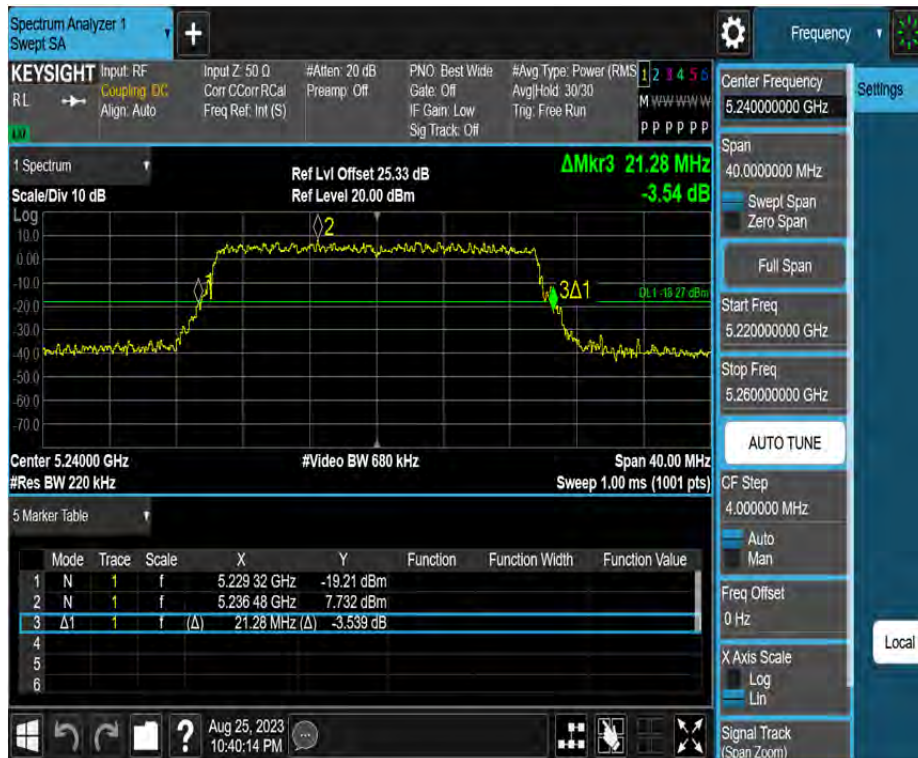 Spectrum Analyzer 1
Swept SA
Frequency
KEYSIGHT
RL
Input: RF
Coupling: DC
Align: Auto
Input Z: 50 Ω
Corr CCorr RCal
Freq Ref: Int (S)
#Atten: 20 dB
Preamp: Off
PNO: Best Wide
Gate: Off
IF Gain: Low
Sig Track: Off
#Avg Type: Power (RMS
Avg|Hold: 30/30
Trig: Free Run
1 2 3 4 5 6
M W W W W W
P P P P P P
Center Frequency
5.240000000 GHz
Settings
Span
40.0000000 MHz
Swept Span
Zero Span
Full Span
Start Freq
5.220000000 GHz
Stop Freq
5.260000000 GHz
AUTO TUNE
CF Step
4.000000 MHz
Auto
Man
Freq Offset
0 Hz
X Axis Scale
Log
Lin
Signal Track
(Span Zoom)
Local
1 Spectrum
Scale/Div 10 dB
Ref Lvl Offset 25.33 dB
Ref Level 20.00 dBm
ΔMkr3 21.28 MHz
-3.54 dB
Log
10.0
0.00
-10.0
-20.0
-30.0
-40.0
-50.0
-60.0
-70.0
1
2
3Δ1
Center 5.24000 GHz
#Res BW 220 kHz
#Video BW 680 kHz
Span 40.00 MHz
Sweep 1.00 ms (1001 pts)
5 Marker Table
Mode Trace Scale X Y Function Function Width Function Value
1 N 1 f 5.229 32 GHz -19.21 dBm
2 N 1 f 5.236 48 GHz 7.732 dBm
3 Δ1 1 f (Δ) 21.28 MHz (Δ) -3.539 dB
4
5
6
Aug 25, 2023
10:40:14 PM